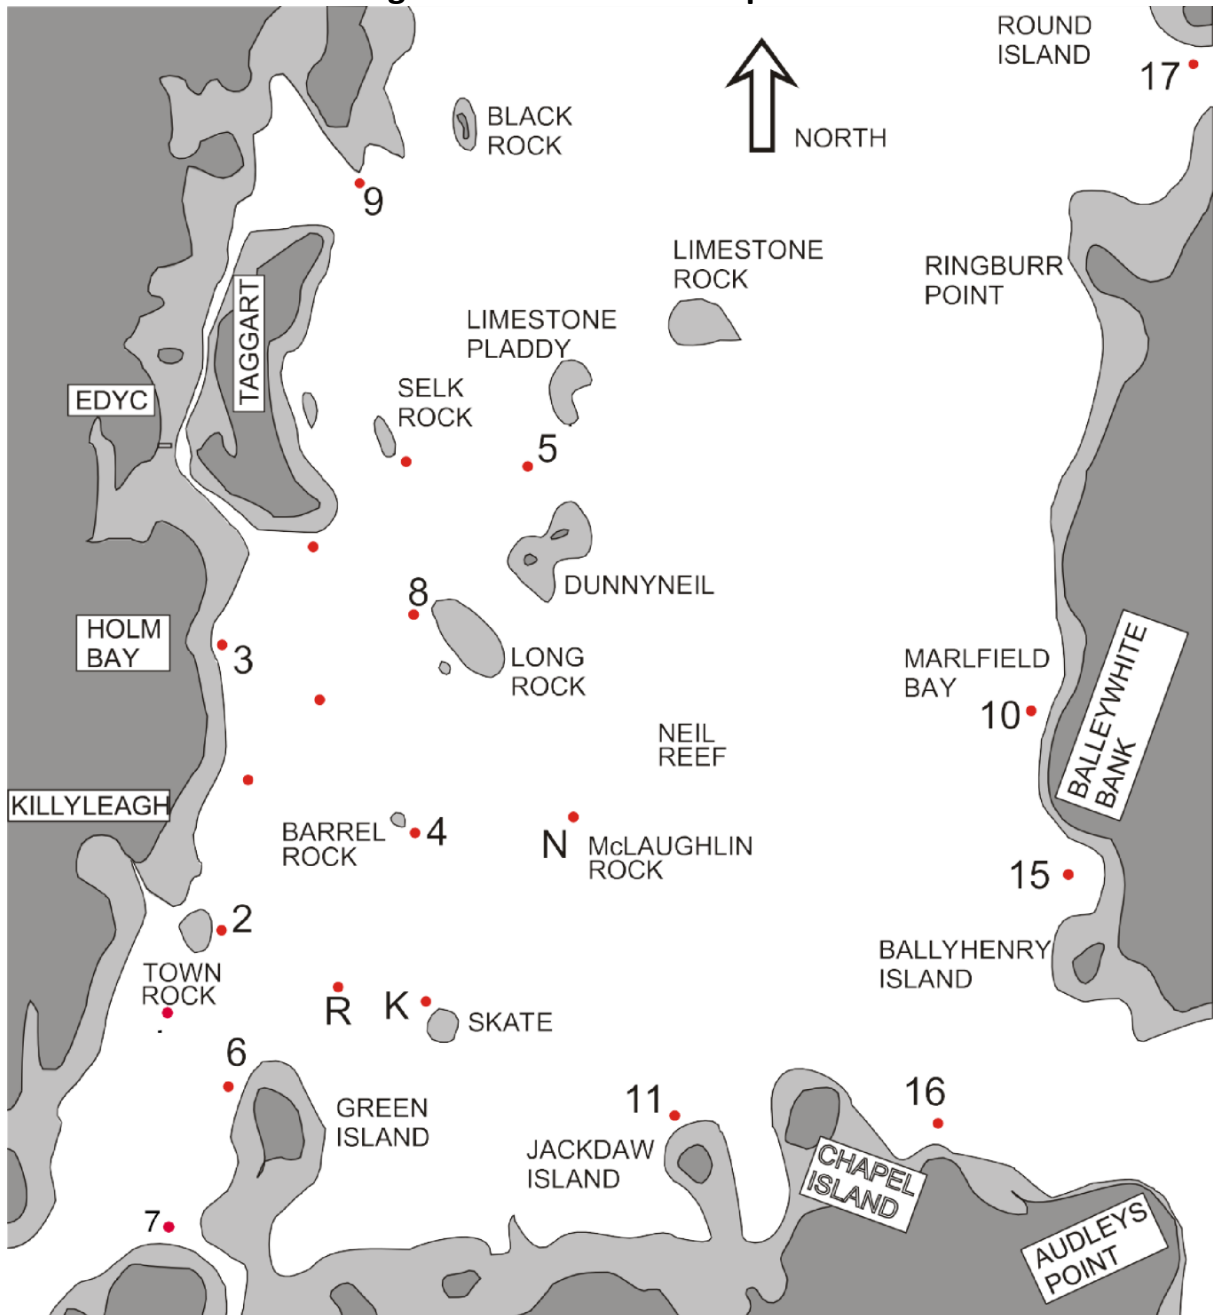 ROUND
ISLAND
17
BLACK
ROCK
NORTH
9
LIMESTONE
ROCK
RINGBURR
POINT
TAGGART
LIMESTONE
PLADDY
EDYC
SELK
ROCK
5
DUNNYNEIL
8
HOLM
BAY
3
LONG
ROCK
MARLFIELD
BAY
10
BALLEYWHITE
BANK
NEIL
REEF
KILLYLEAGH
BARREL
ROCK
4
N
McLAUGHLIN
ROCK
15
2
TOWN
ROCK
BALLYHENRY
ISLAND
R
K
SKATE
6
GREEN
ISLAND
11
16
JACKDAW
ISLAND
CHAPEL
ISLAND
7
AUDLEYS
POINT